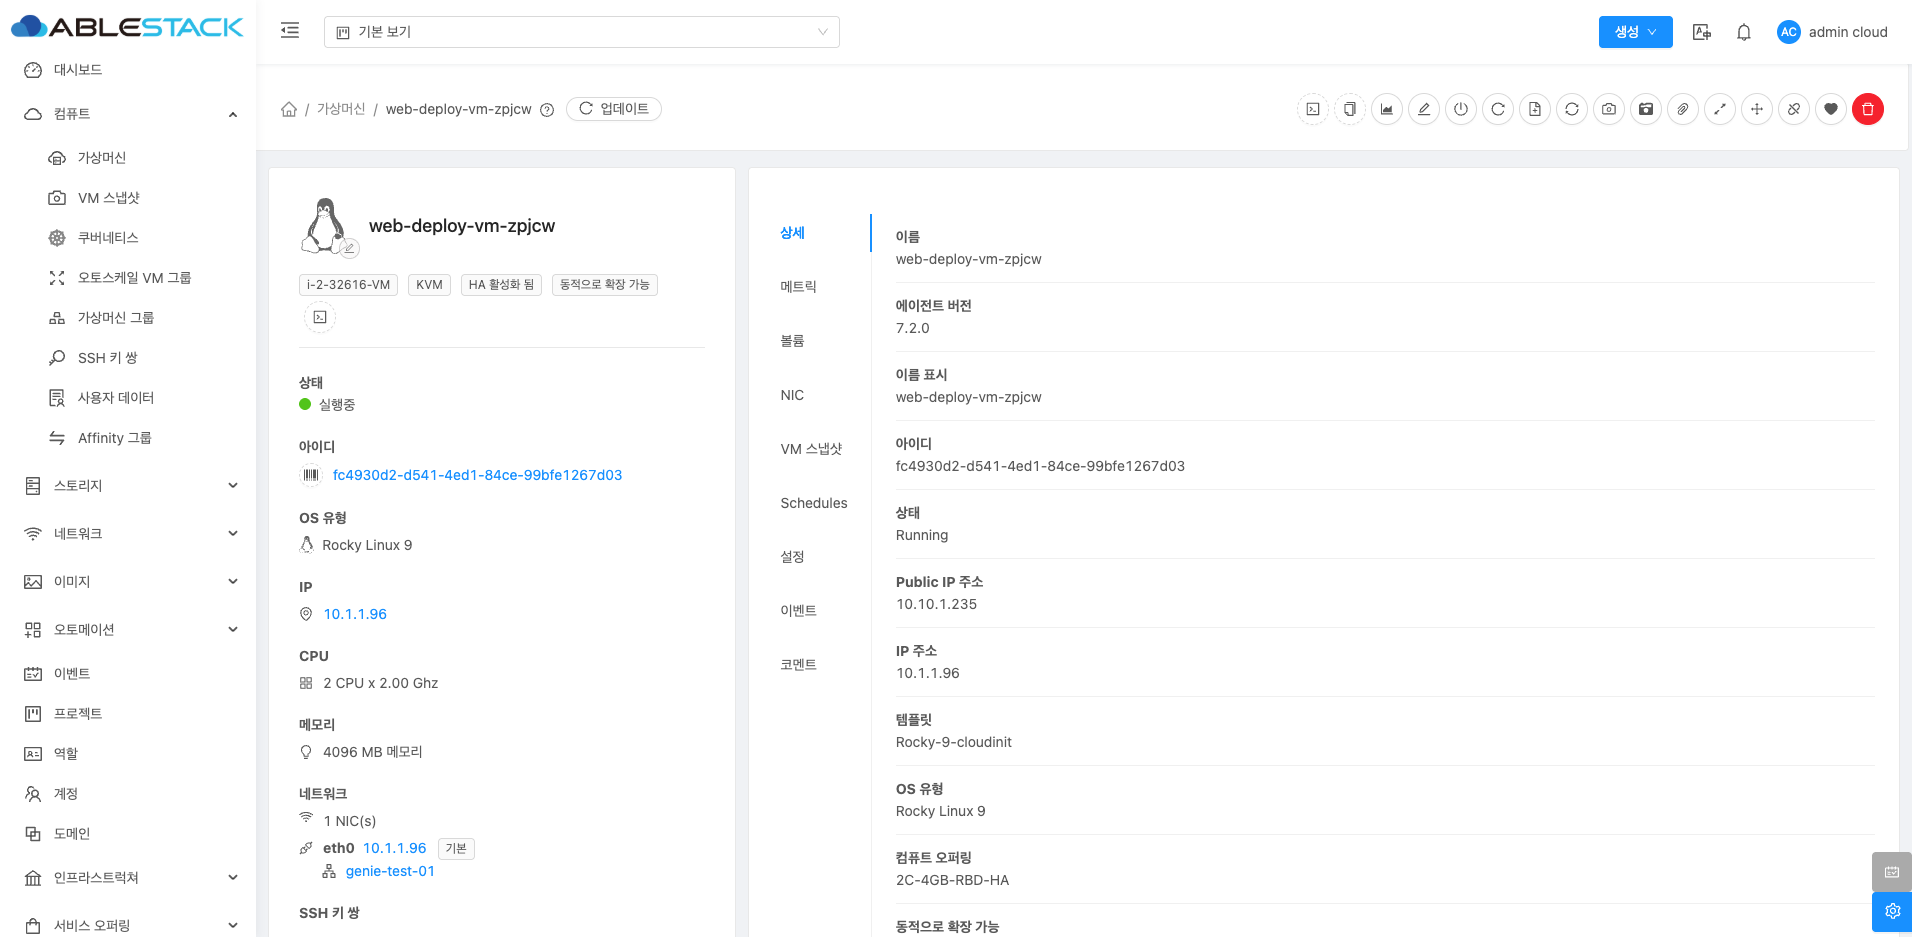 ABLESTACK
기본 보기
생성
AC
admin cloud
대시보드
컴퓨트
가상머신
VM 스냅샷
쿠버네티스
오토스케일 VM 그룹
가상머신 그룹
SSH 키 쌍
사용자 데이터
Affinity 그룹
스토리지
네트워크
이미지
오토메이션
이벤트
프로젝트
역할
계정
도메인
인프라스트럭쳐
서비스 오퍼링
/ 가상머신 / web-deploy-vm-zpjcw
업데이트
web-deploy-vm-zpjcw
i-2-32616-VM
KVM
HA 활성화 됨
동적으로 확장 가능
상태
실행중
아이디
fc4930d2-d541-4ed1-84ce-99bfe1267d03
OS 유형
Rocky Linux 9
IP
10.1.1.96
CPU
2 CPU x 2.00 Ghz
메모리
4096 MB 메모리
네트워크
1 NIC(s)
eth0 10.1.1.96 기본
genie-test-01
SSH 키 쌍
상세
메트릭
볼륨
NIC
VM 스냅샷
Schedules
설정
이벤트
코멘트
이름
web-deploy-vm-zpjcw
에이전트 버전
7.2.0
이름 표시
web-deploy-vm-zpjcw
아이디
fc4930d2-d541-4ed1-84ce-99bfe1267d03
상태
Running
Public IP 주소
10.10.1.235
IP 주소
10.1.1.96
템플릿
Rocky-9-cloudinit
OS 유형
Rocky Linux 9
컴퓨트 오퍼링
2C-4GB-RBD-HA
동적으로 확장 가능